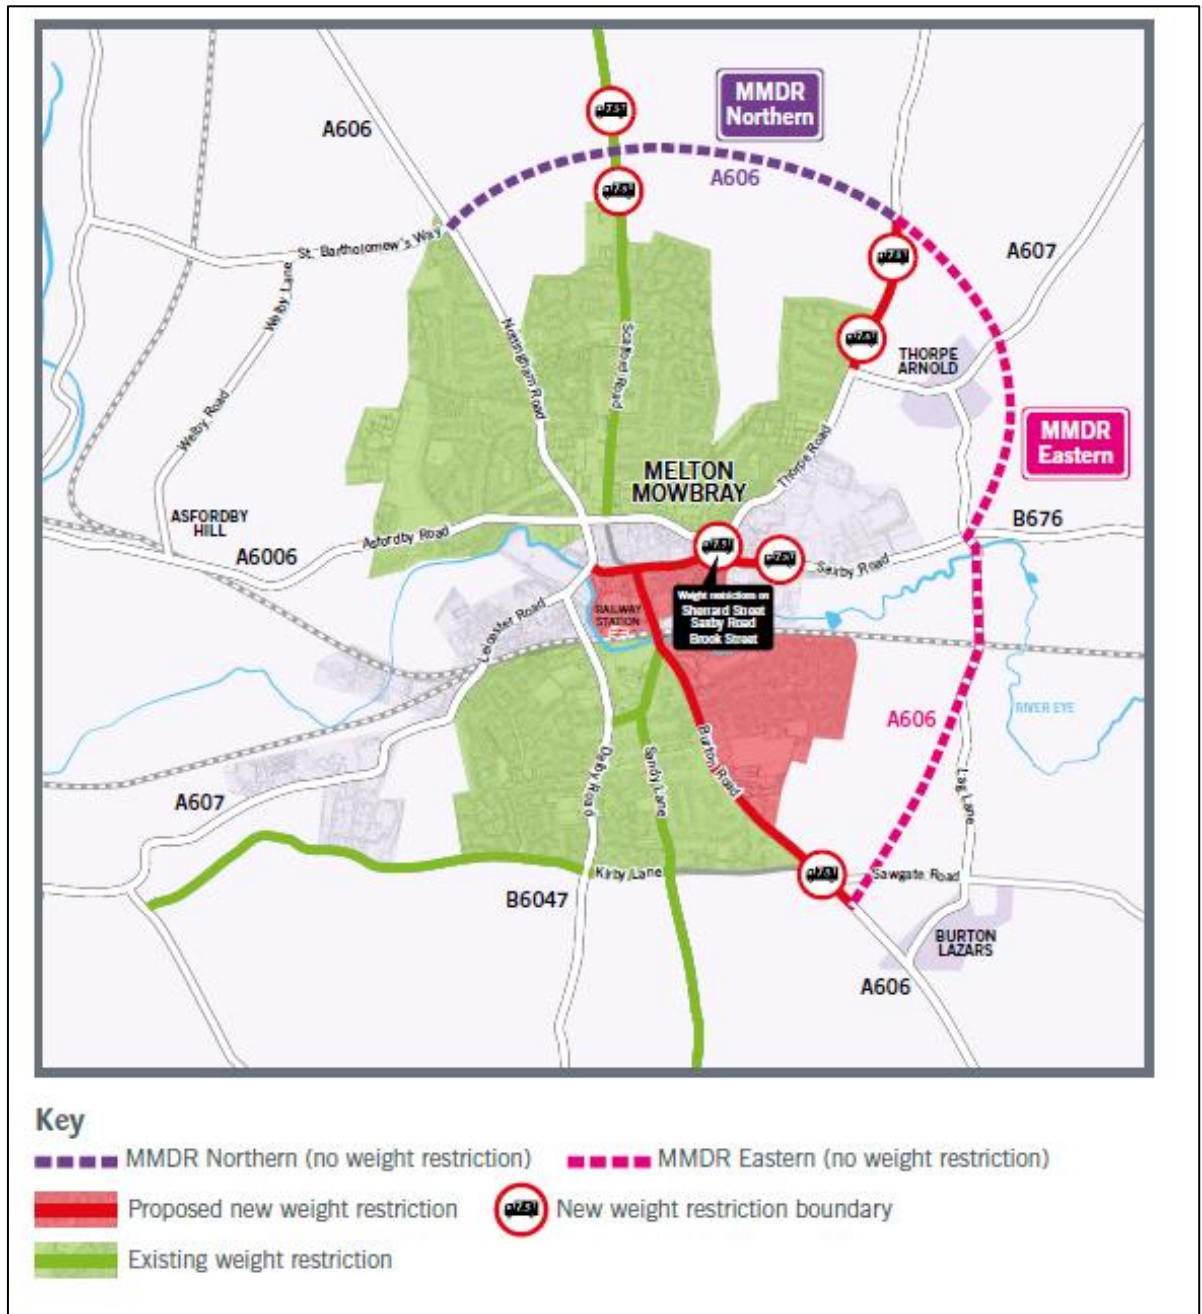 MMDR
Northern
A606
A606
A607
St. Bartholomew's Way
Welby Lane
Nottingham Road
Scalford Road
THORPE
ARNOLD
MMDR
Eastern
Welby Road
MELTON
MOWBRAY
Thorpe Road
ASFORDBY
HILL
A6006
Asfordby Road
B676
Saxby Road
Weight restrictions on
Sherrard Street
Saxby Road
Brook Street
RAILWAY
STATION
Leicester Road
A606
RIVER EYE
Burton Road
Sandy Lane
Dalby Road
Lag Lane
A607
Kirby Lane
Sawgate Road
B6047
BURTON
LAZARS
A606
Key
MMDR Northern (no weight restriction)
MMDR Eastern (no weight restriction)
Proposed new weight restriction
New weight restriction boundary
Existing weight restriction